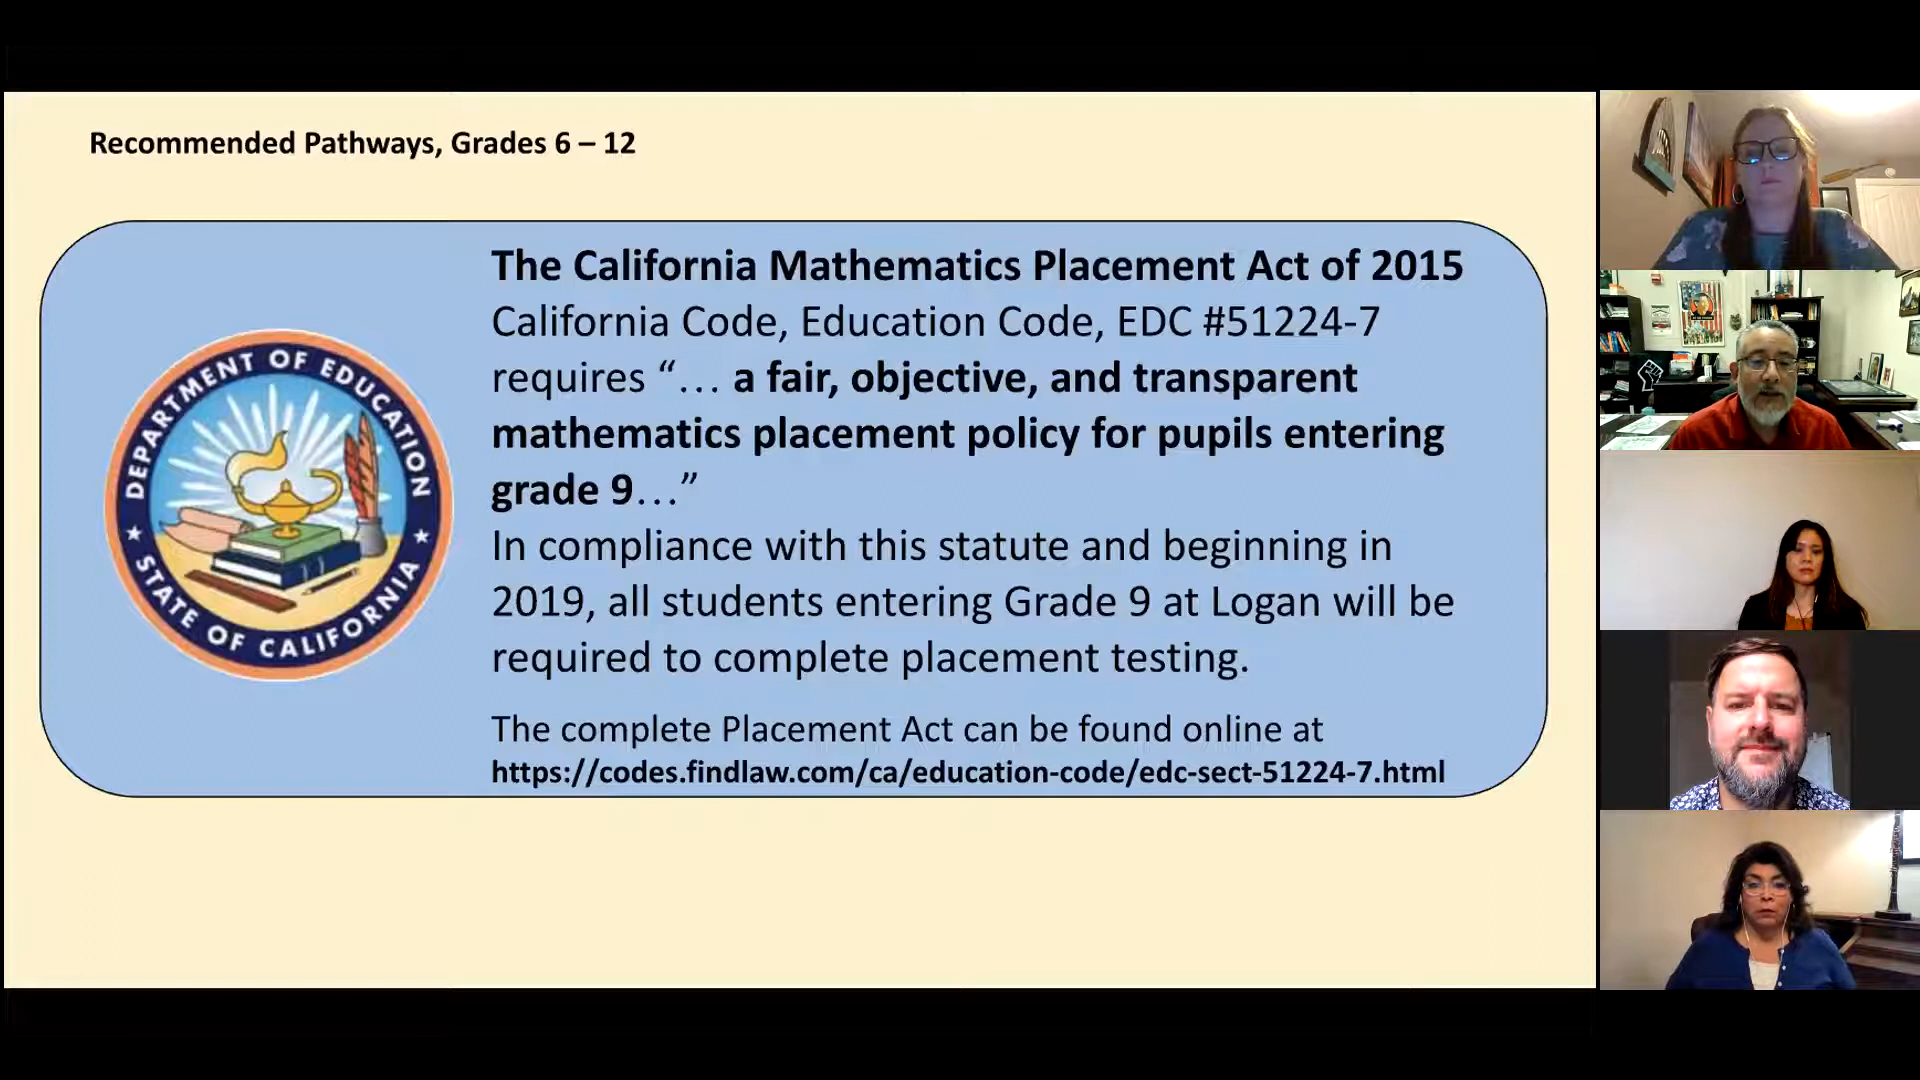 Recommended Pathways, Grades 6 – 12
The California Mathematics Placement Act of 2015
California Code, Education Code, EDC #51224-7
requires “… a fair, objective, and transparent
mathematics placement policy for pupils entering
grade 9…”
In compliance with this statute and beginning in
2019, all students entering Grade 9 at Logan will be
required to complete placement testing.
The complete Placement Act can be found online at
https://codes.findlaw.com/ca/education-code/edc-sect-51224-7.html
DEPARTMENT OF EDUCATION
STATE OF CALIFORNIA